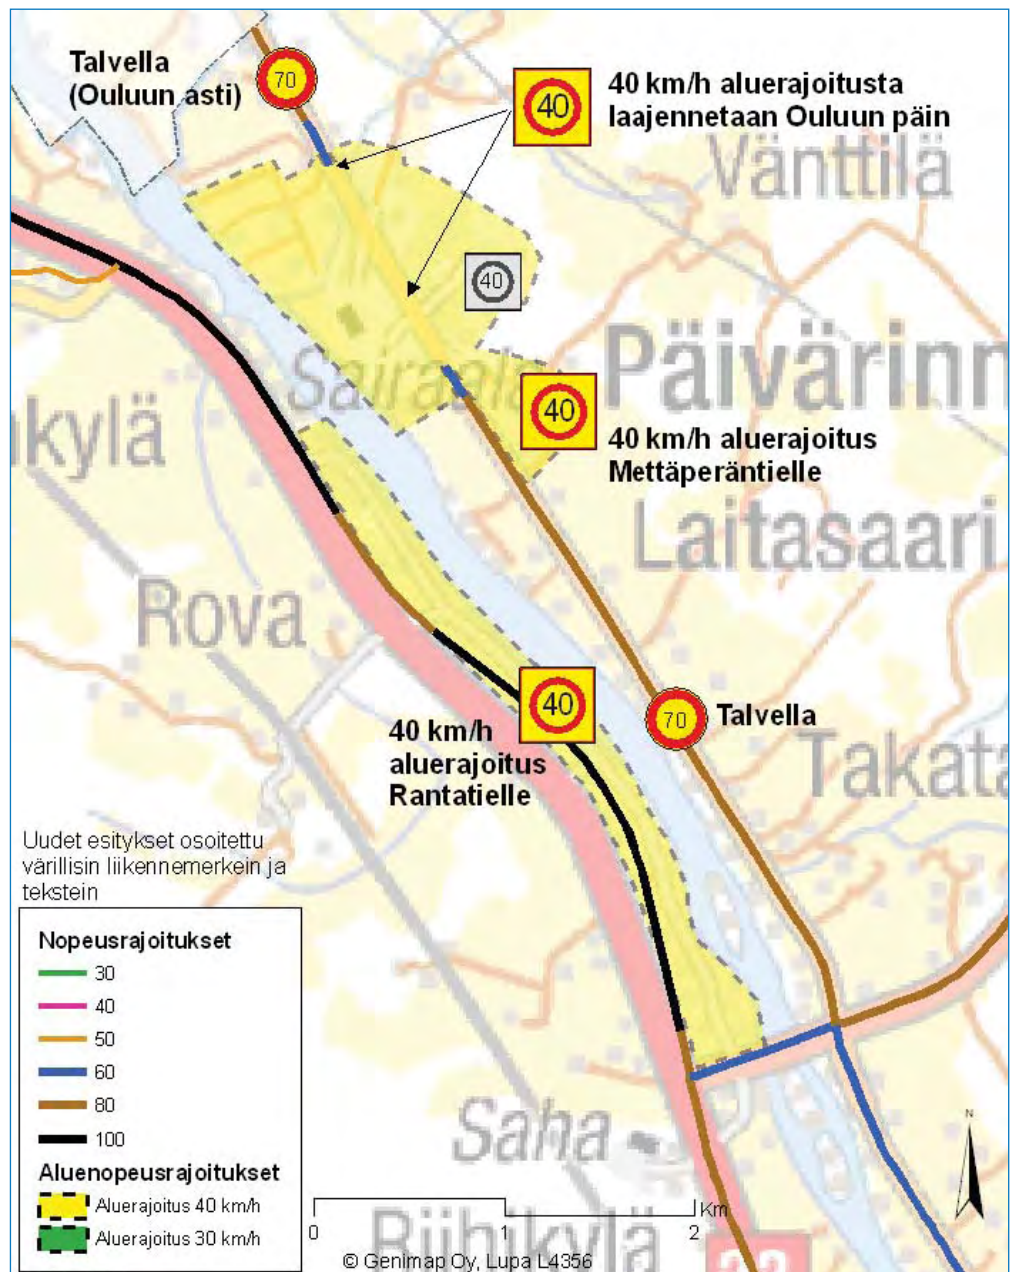 Talvella
(Ouluun asti)
70
40
40 km/h aluerajoitusta
laajennetaan Ouluun päin
Vänttilä
40
Sairaala
Päivärinn
40
40 km/h aluerajoitus
Mettäperäntielle
nkylä
Laitasaari
Rova
40
70
Talvella
40 km/h
aluerajoitus
Rantatielle
Takata
Uudet esitykset osoitettu
värillisin liikennemerkein ja
tekstein
Nopeusrajoitukset
30
40
50
60
80
100
Aluenopeusrajoitukset
Aluerajoitus 40 km/h
Aluerajoitus 30 km/h
Saha
N
Km
0 1 2
Riihikylä
22
© Genimap Oy, Lupa L4356